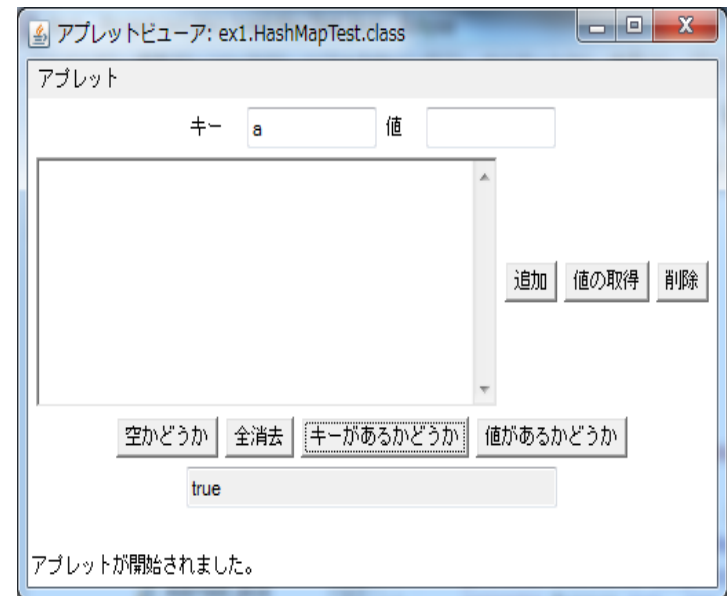 アプレットビューア: ex1.HashMapTest.class
アプレット
キー a 値
追加 値の取得 削除
空かどうか 全消去 キーがあるかどうか 値があるかどうか
true
アプレットが開始されました。